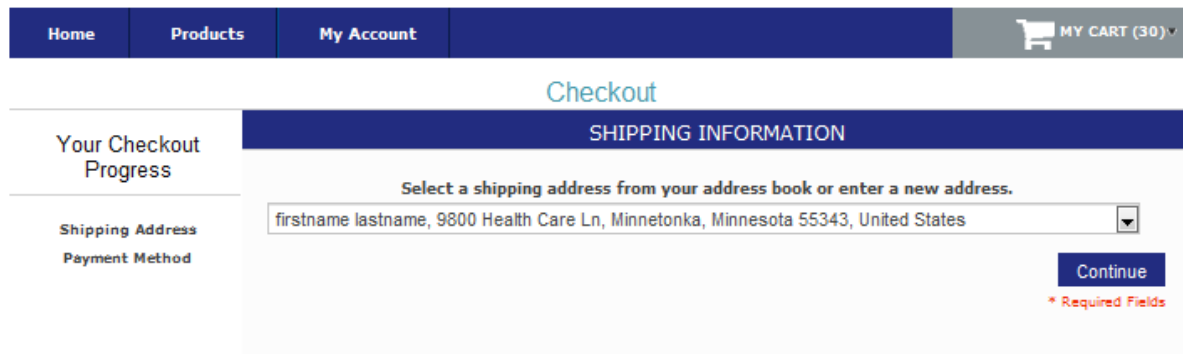 Home Products My Account MY CART (30)
Checkout
Your Checkout
Progress
Shipping Address
Payment Method
SHIPPING INFORMATION
Select a shipping address from your address book or enter a new address.
firstname lastname, 9800 Health Care Ln, Minnetonka, Minnesota 55343, United States
Continue
* Required Fields